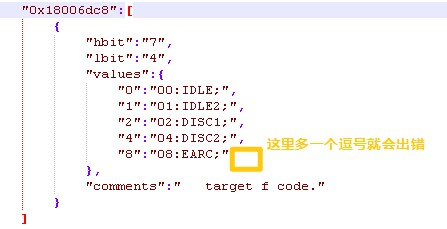 "0x18006dc8":[
{
"hbit":"7",
"lbit":"4",
"values":{
"0":"00:IDLE;",
"1":"01:IDLE2;",
"2":"02:DISC1;",
"4":"04:DISC2;",
"8":"08:EARC;"
这里多一个逗号就会出错
},
"comments":"   target f code."
}
]